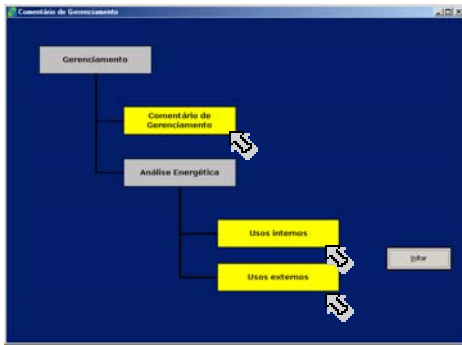 Comentário de Gerenciamento
Gerenciamento
Comentário de
Gerenciamento
Análise Energética
Usos internos
Usos externos
Voltar